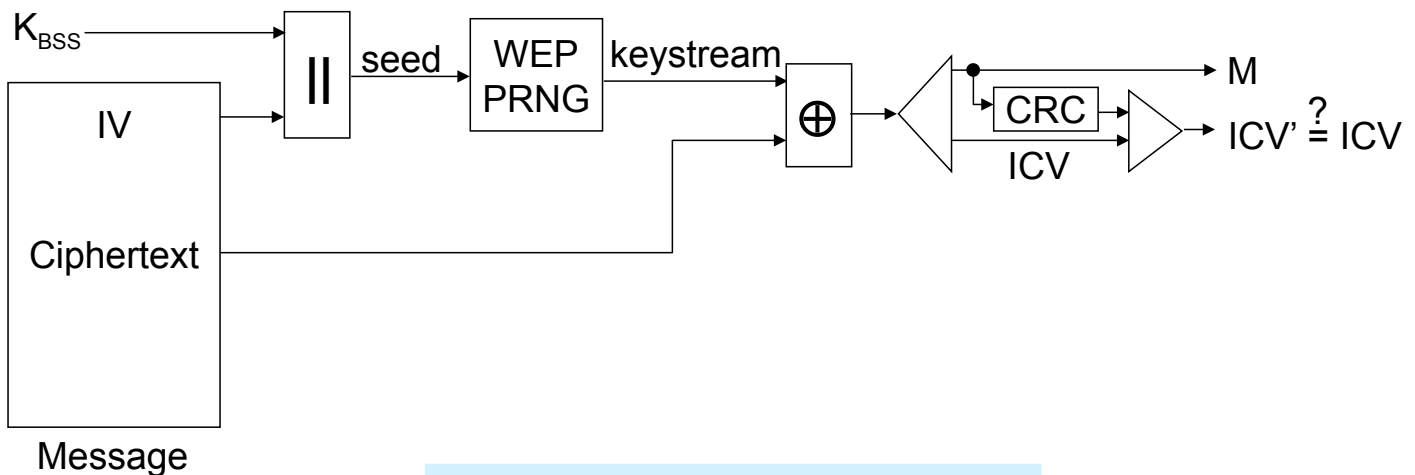 K_BSS
||
seed
WEP
PRNG
keystream
⊕
M
CRC
ICV
ICV’ ≟ ICV
IV
Ciphertext
Message